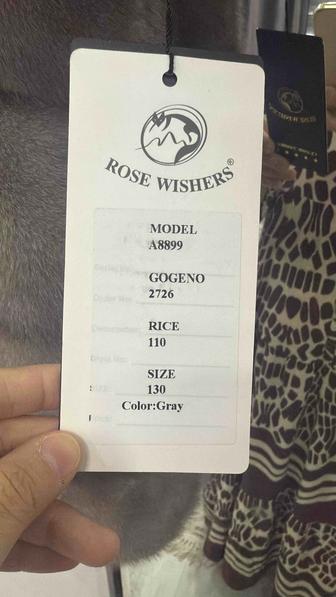 ROSE WISHERS®
MODEL
A8899
GOGENO
2726
RICE
110
SIZE
130
Color:Gray